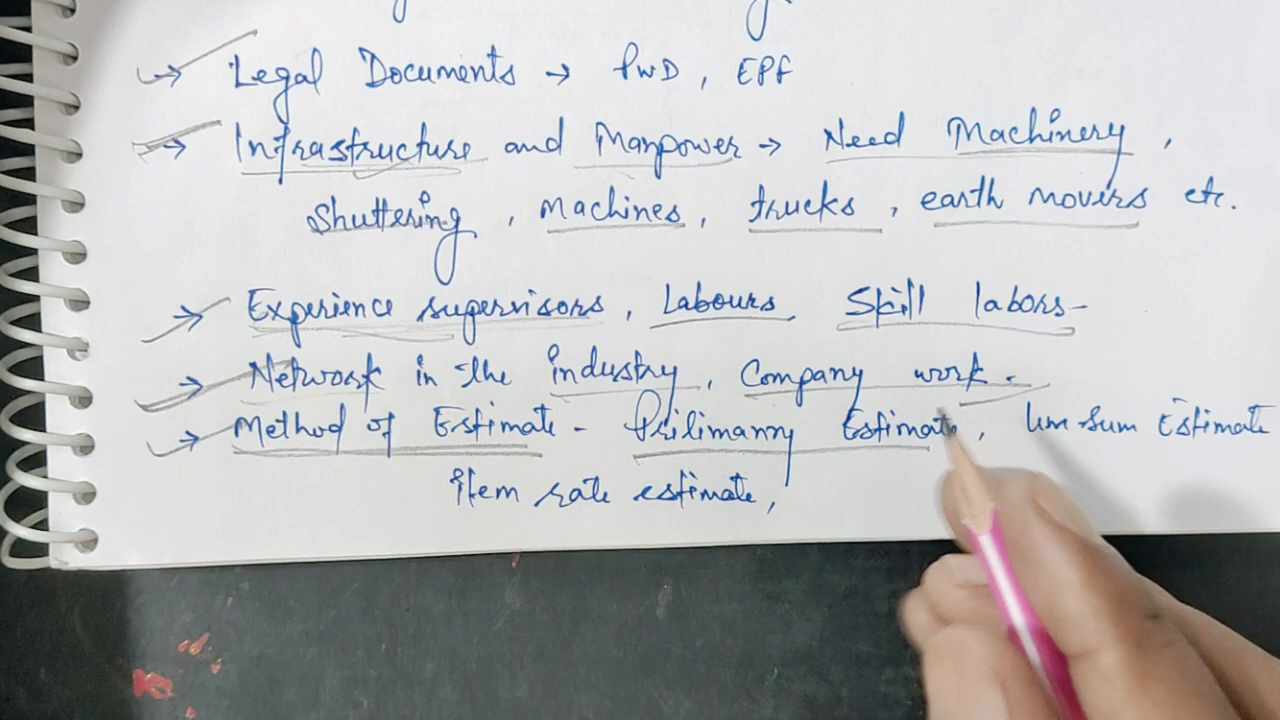 → Legal Documents → PWD, EPF
→ Infrastructure and Manpower → Need Machinery,
Shuttering, machines, trucks, earth movers etc.
→ Experience supervisors, Labours, Skill labors-
→ Network in the industry, Company work.
→ Method of Estimate - Prilimanny Estimate, lum-sum Estimate
item rate estimate,